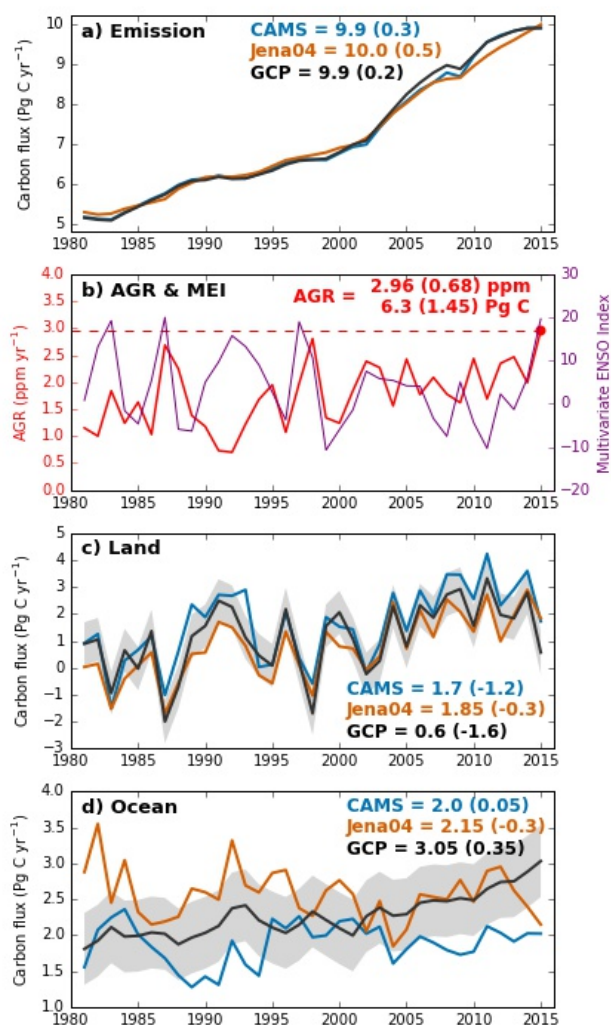 a) Emission
CAMS = 9.9 (0.3)
Jena04 = 10.0 (0.5)
GCP = 9.9 (0.2)
Carbon flux (Pg C yr⁻¹)
10
9
8
7
6
5
1980 1985 1990 1995 2000 2005 2010 2015
b) AGR & MEI
AGR = 2.96 (0.68) ppm
6.3 (1.45) Pg C
AGR (ppm yr⁻¹)
4.0
3.5
3.0
2.5
2.0
1.5
1.0
0.5
0.0
30
20
10
0
−10
−20
Multivariate ENSO Index
1980 1985 1990 1995 2000 2005 2010 2015
c) Land
Carbon flux (Pg C yr⁻¹)
5
4
3
2
1
0
−1
−2
−3
CAMS = 1.7 (-1.2)
Jena04 = 1.85 (-0.3)
GCP = 0.6 (-1.6)
1980 1985 1990 1995 2000 2005 2010 2015
d) Ocean
CAMS = 2.0 (0.05)
Jena04 = 2.15 (-0.3)
GCP = 3.05 (0.35)
Carbon flux (Pg C yr⁻¹)
4.0
3.5
3.0
2.5
2.0
1.5
1.0
1980 1985 1990 1995 2000 2005 2010 2015